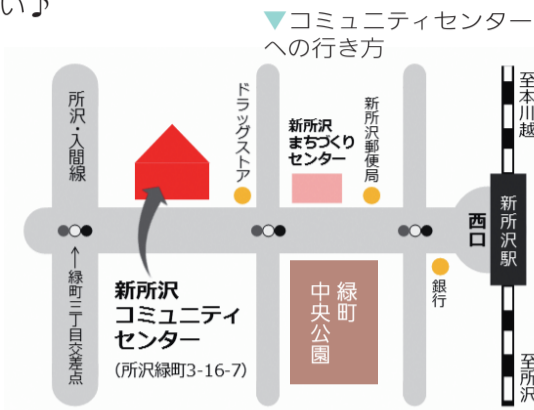 い♪
▼コミュニティセンター
への行き方
所沢・入間線
ドラッグストア
新所沢
まちづくり
センター
新所沢郵便局
至本川越
新所沢駅
西口
銀行
至所沢
←緑町三丁目交差点
新所沢
コミュニティ
センター
(所沢緑町3-16-7)
緑町
中央公園